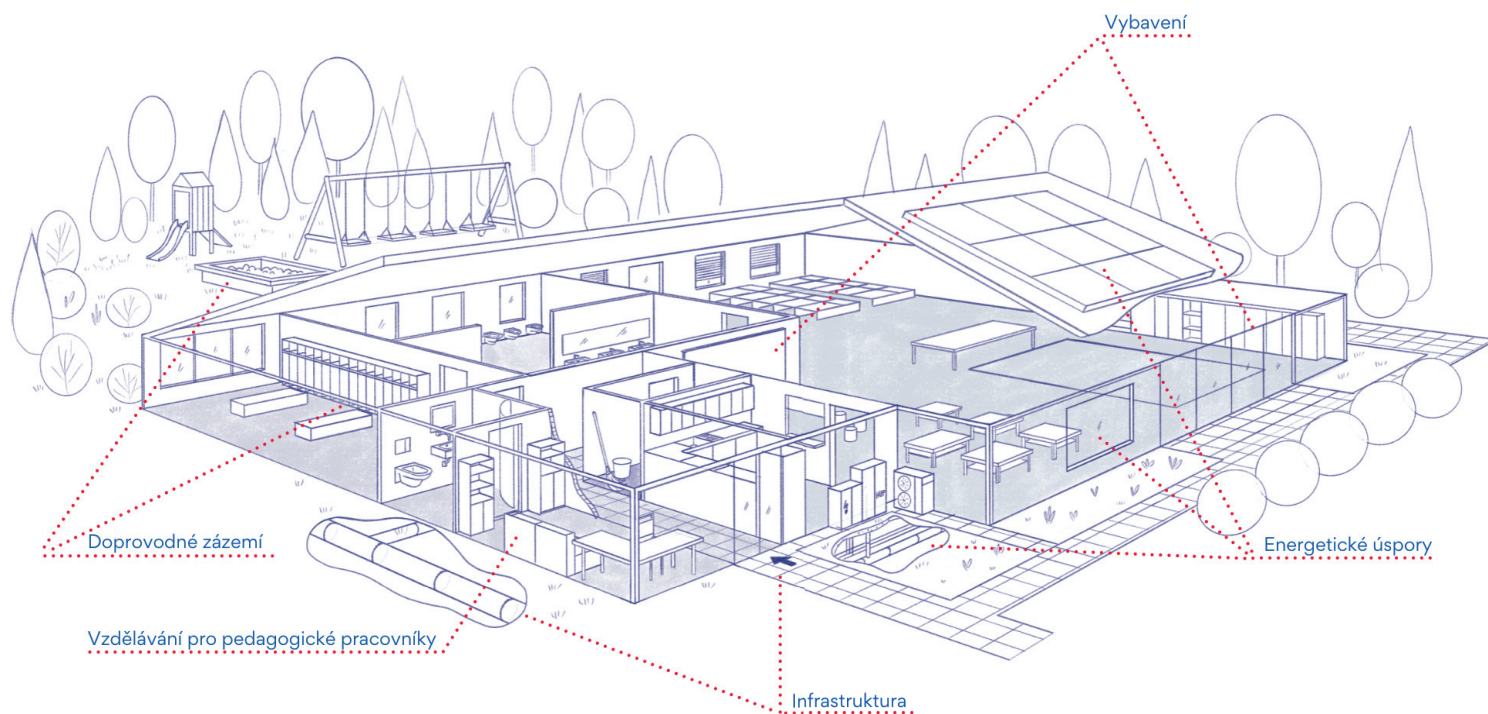 Vybavení
Doprovodné zázemí
Energetické úspory
Vzdělávání pro pedagogické pracovníky
Infrastruktura